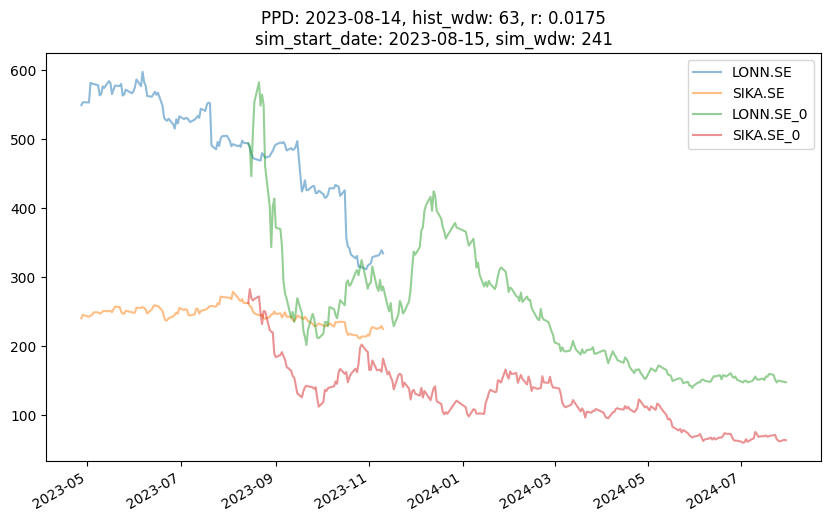 PPD: 2023-08-14, hist_wdw: 63, r: 0.0175
sim_start_date: 2023-08-15, sim_wdw: 241
LONN.SE
SIKA.SE
LONN.SE_0
SIKA.SE_0
600
500
400
300
200
100
2023-05
2023-07
2023-09
2023-11
2024-01
2024-03
2024-05
2024-07